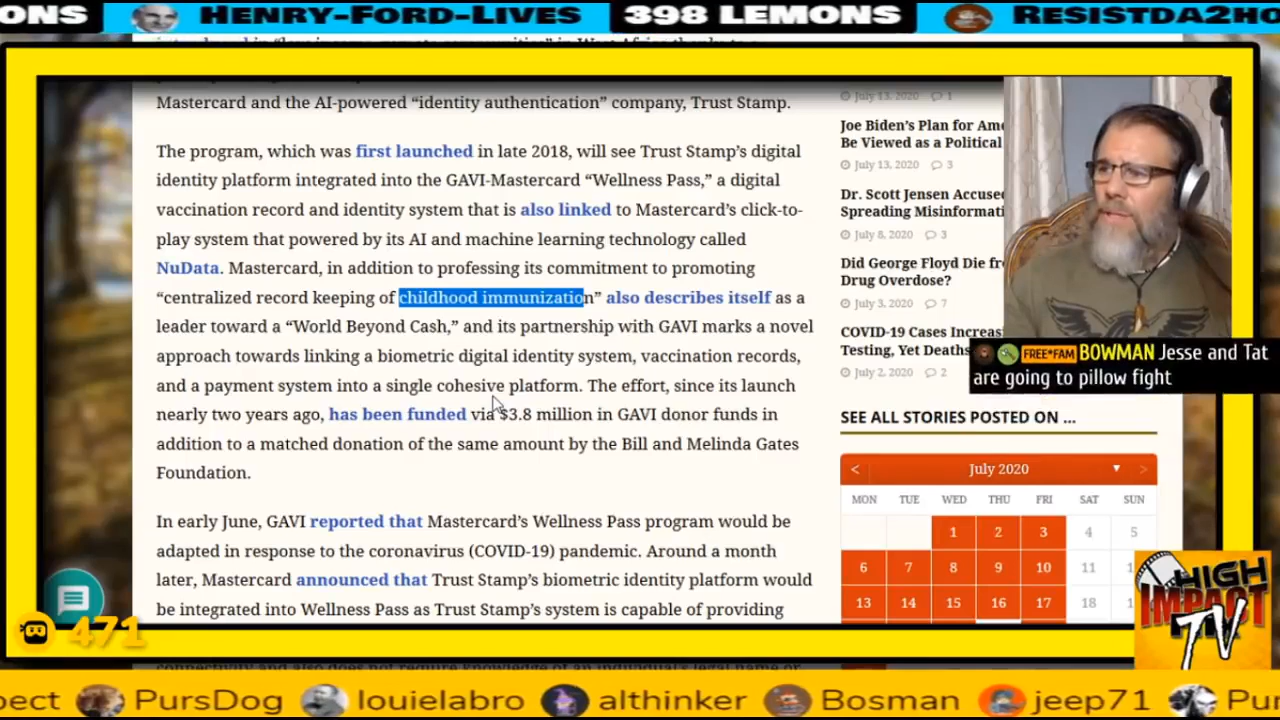 ONS
HENRY-FORD-LIVES
398 LEMONS
RESISTDA2HO
Mastercard and the AI-powered “identity authentication” company, Trust Stamp.
The program, which was first launched in late 2018, will see Trust Stamp’s digital
identity platform integrated into the GAVI-Mastercard “Wellness Pass,” a digital
vaccination record and identity system that is also linked to Mastercard’s click-to-
play system that powered by its AI and machine learning technology called
NuData. Mastercard, in addition to professing its commitment to promoting
“centralized record keeping of childhood immunization” also describes itself as a
leader toward a “World Beyond Cash,” and its partnership with GAVI marks a novel
approach towards linking a biometric digital identity system, vaccination records,
and a payment system into a single cohesive platform. The effort, since its launch
nearly two years ago, has been funded via $3.8 million in GAVI donor funds in
addition to a matched donation of the same amount by the Bill and Melinda Gates
Foundation.
In early June, GAVI reported that Mastercard’s Wellness Pass program would be
adapted in response to the coronavirus (COVID-19) pandemic. Around a month
later, Mastercard announced that Trust Stamp’s biometric identity platform would
be integrated into Wellness Pass as Trust Stamp’s system is capable of providing
July 13, 2020 1
Joe Biden’s Plan for Ame
Be Viewed as a Political
July 13, 2020 3
Dr. Scott Jensen Accused
Spreading Misinformati
July 8, 2020 3
Did George Floyd Die fr
Drug Overdose?
July 3, 2020 7
COVID-19 Cases Increasi
Testing, Yet Deaths
July 2, 2020 2
FREE*FAM BOWMAN Jesse and Tat
are going to pillow fight
SEE ALL STORIES POSTED ON ...
< July 2020 >
MON TUE WED THU FRI SAT SUN
1 2 3 4 5
6 7 8 9 10 11
13 14 15 16 17 18
HIGH
IMPACT
TV
471
pect
PursDog
louielabro
althinker
Bosman
jeep71
Pur